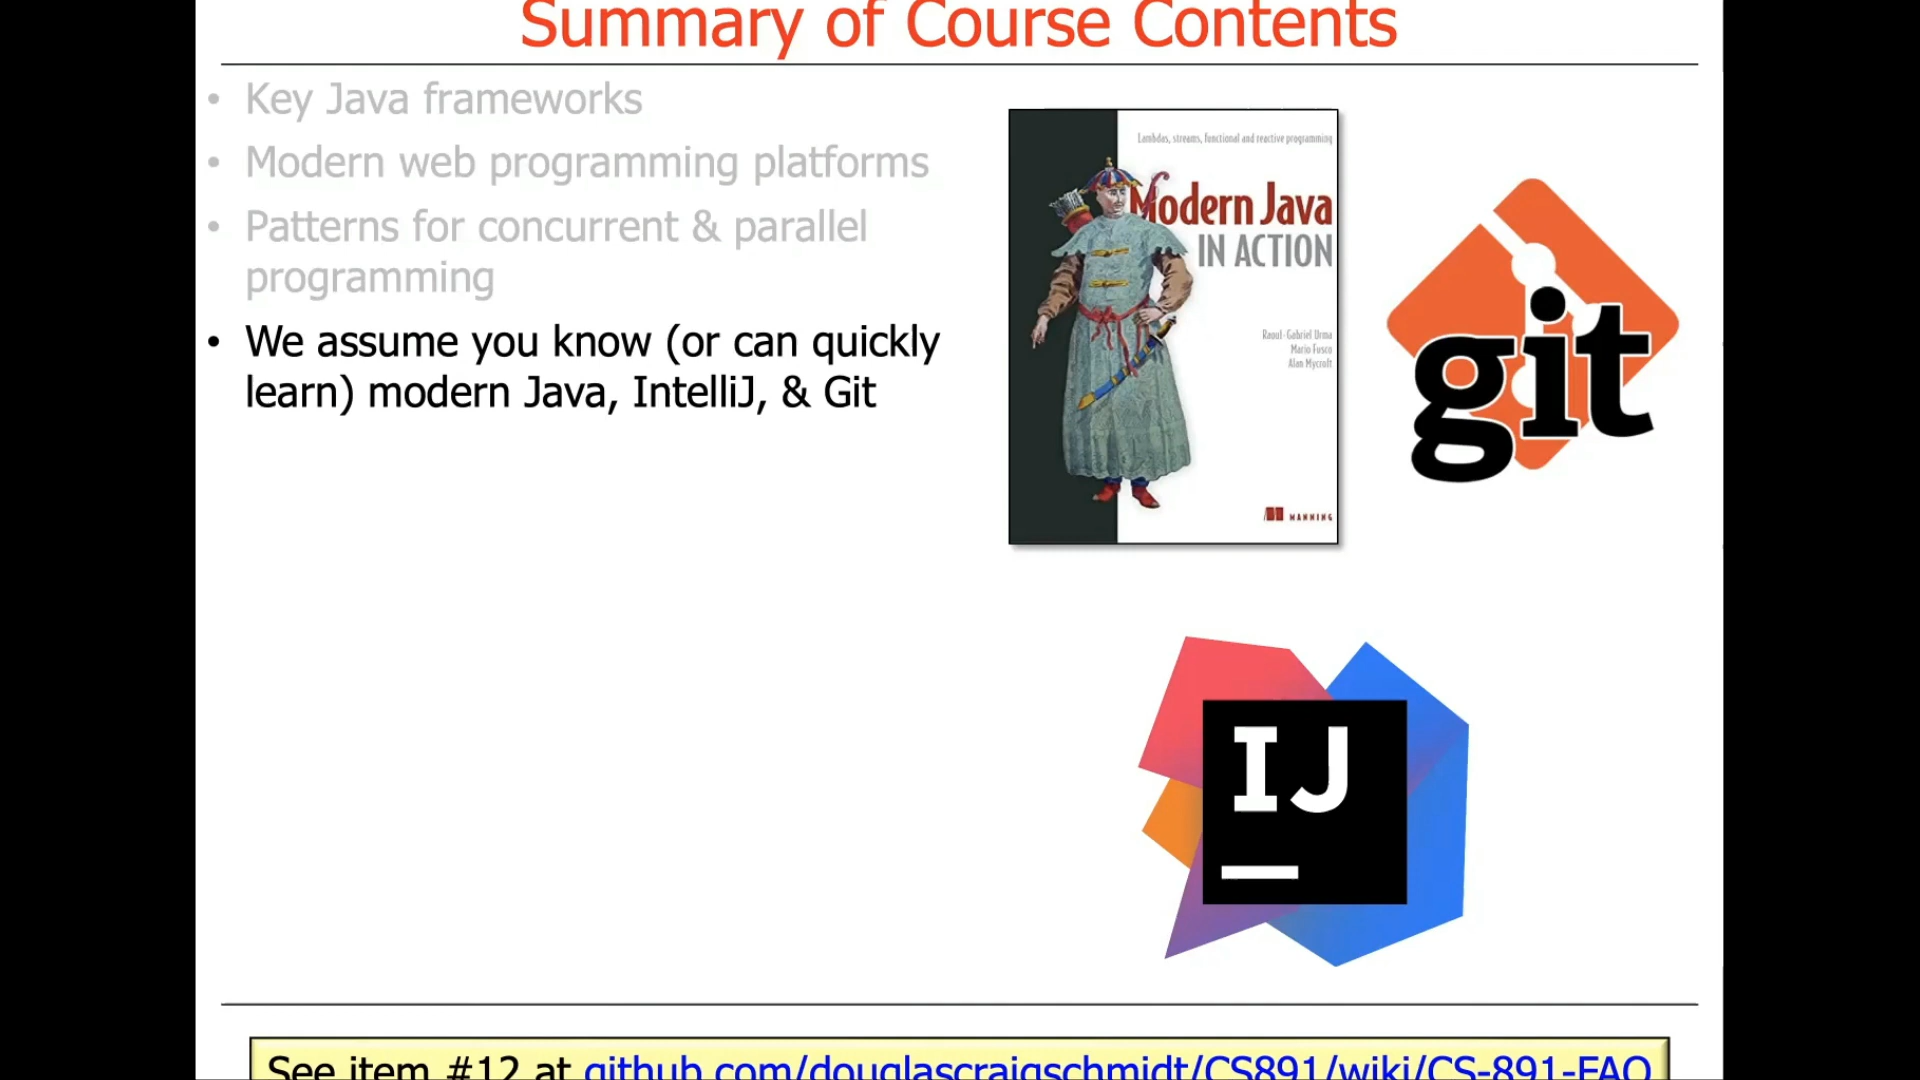 Summary of Course Contents
• Key Java frameworks
• Modern web programming platforms
• Patterns for concurrent & parallel
programming
• We assume you know (or can quickly
learn) modern Java, IntelliJ, & Git
Lambdas, streams, functional and reactive programming
Modern Java
IN ACTION
Raoul-Gabriel Urma
Mario Fusco
Alan Mycroft
MANNING
git
IJ
See item #12 at github.com/douglascraigschmidt/CS891/wiki/CS-891-FAQ